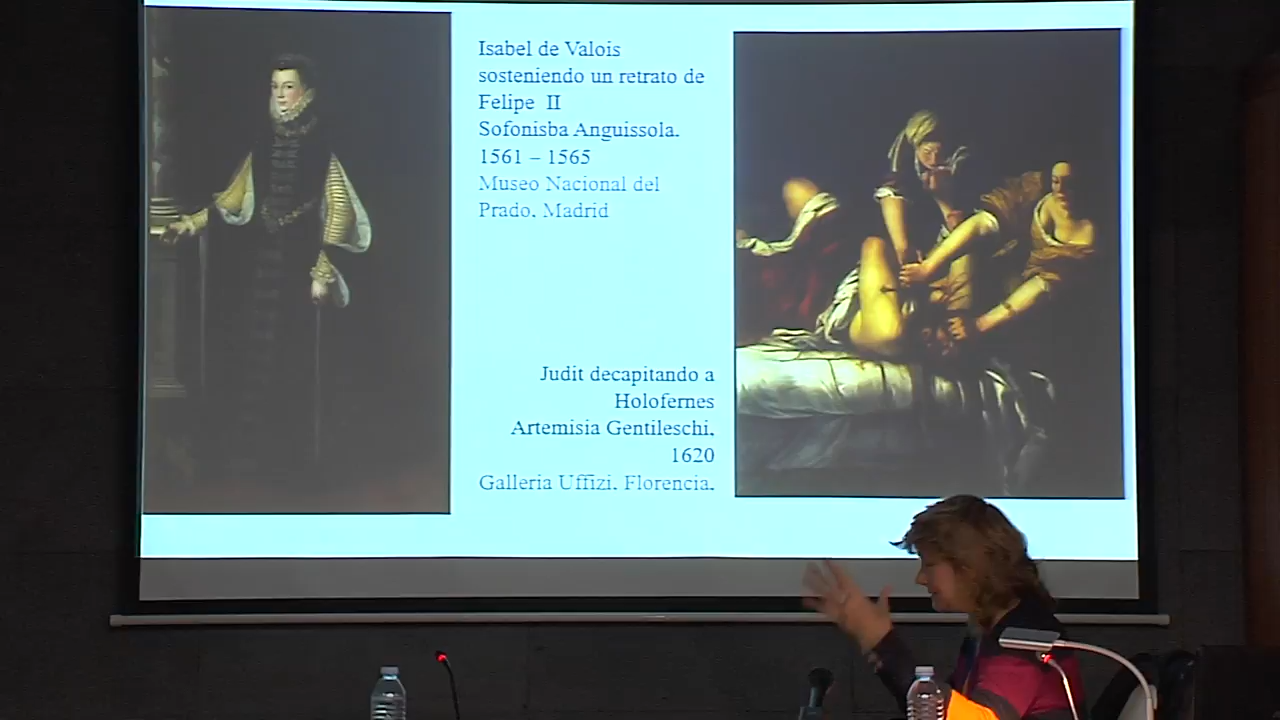 Isabel de Valois
sosteniendo un retrato de
Felipe II
Sofonisba Anguissola.
1561 – 1565
Museo Nacional del
Prado. Madrid
Judit decapitando a
Holofernes
Artemisia Gentileschi.
1620
Galleria Uffizi. Florencia.